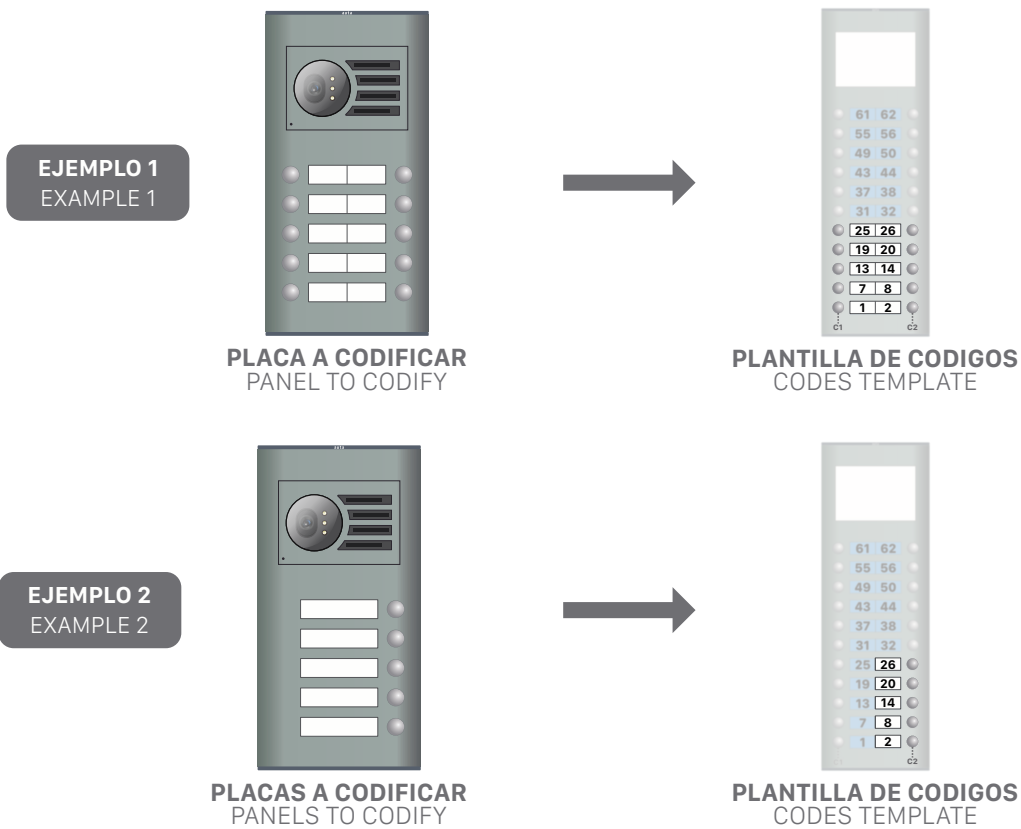 EJEMPLO 1
EXAMPLE 1
PLACA A CODIFICAR
PANEL TO CODIFY
61 62
55 56
49 50
43 44
37 38
31 32
25 26
19 20
13 14
7 8
1 2
C1 C2
PLANTILLA DE CODIGOS
CODES TEMPLATE
EJEMPLO 2
EXAMPLE 2
PLACAS A CODIFICAR
PANELS TO CODIFY
61 62
55 56
49 50
43 44
37 38
31 32
25 26
19 20
13 14
7 8
1 2
C1 C2
PLANTILLA DE CODIGOS
CODES TEMPLATE